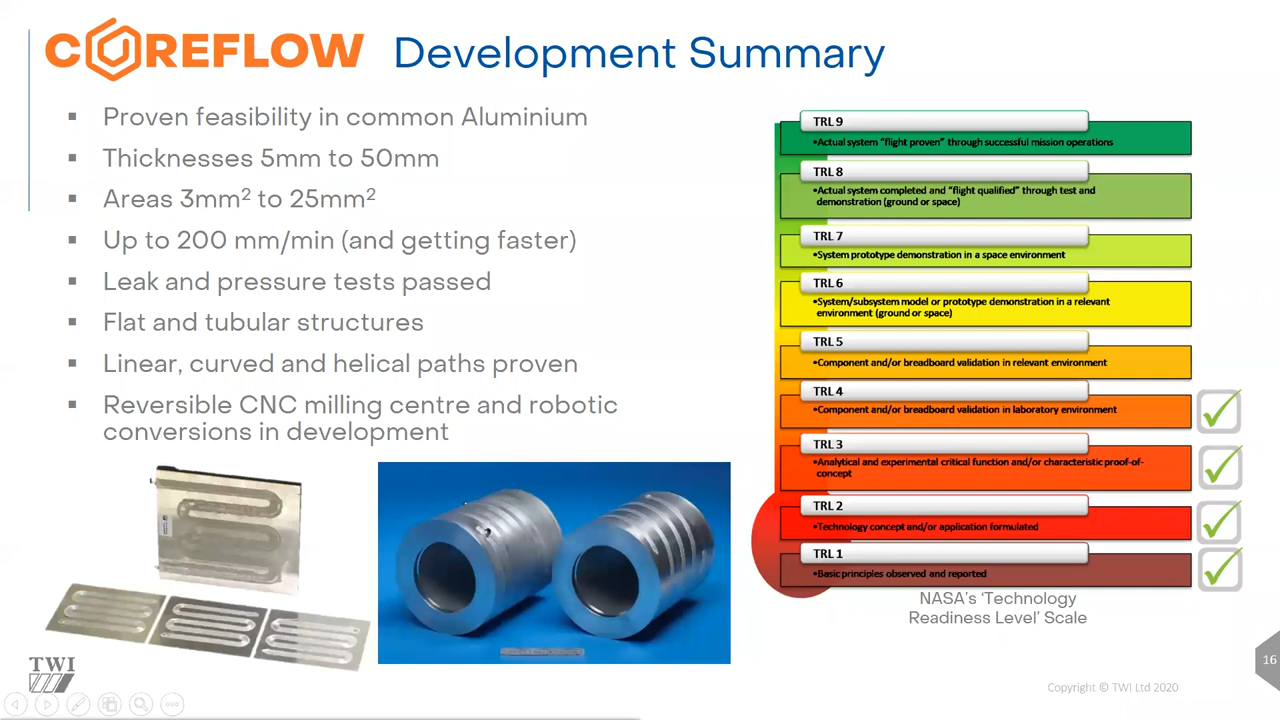 COREFLOW Development Summary
▪ Proven feasibility in common Aluminium
▪ Thicknesses 5mm to 50mm
▪ Areas 3mm² to 25mm²
▪ Up to 200 mm/min (and getting faster)
▪ Leak and pressure tests passed
▪ Flat and tubular structures
▪ Linear, curved and helical paths proven
▪ Reversible CNC milling centre and robotic
conversions in development
TRL 9
•Actual system “flight proven” through successful mission operations
TRL 8
•Actual system completed and “flight qualified” through test and
demonstration (ground or space)
TRL 7
•System prototype demonstration in a space environment
TRL 6
•System/subsystem model or prototype demonstration in a relevant
environment (ground or space)
TRL 5
•Component and/or breadboard validation in relevant environment
TRL 4
•Component and/or breadboard validation in laboratory environment
TRL 3
•Analytical and experimental critical function and/or characteristic proof-of-
concept
TRL 2
•Technology concept and/or application formulated
TRL 1
•Basic principles observed and reported
NASA's ‘Technology
Readiness Level’ Scale
TWI
16
Copyright © TWI Ltd 2020